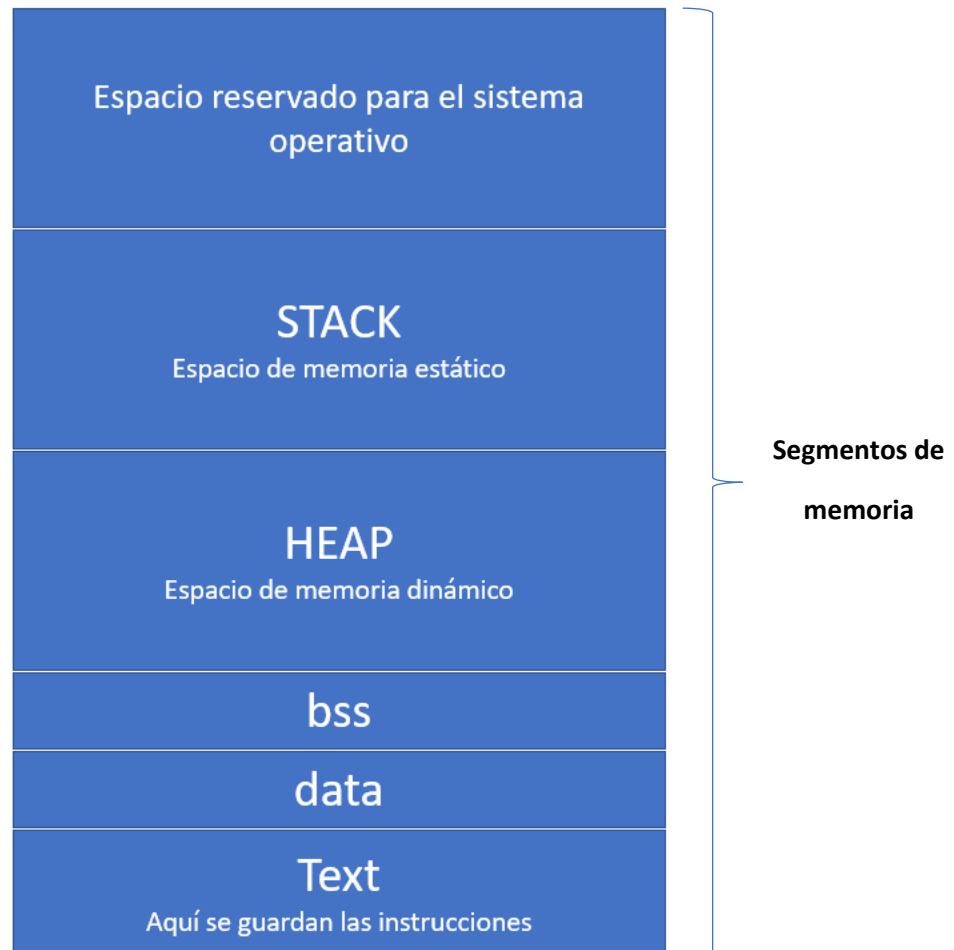 Espacio reservado para el sistema
operativo
STACK
Espacio de memoria estático
HEAP
Espacio de memoria dinámico
bss
data
Text
Aquí se guardan las instrucciones
Segmentos de
memoria